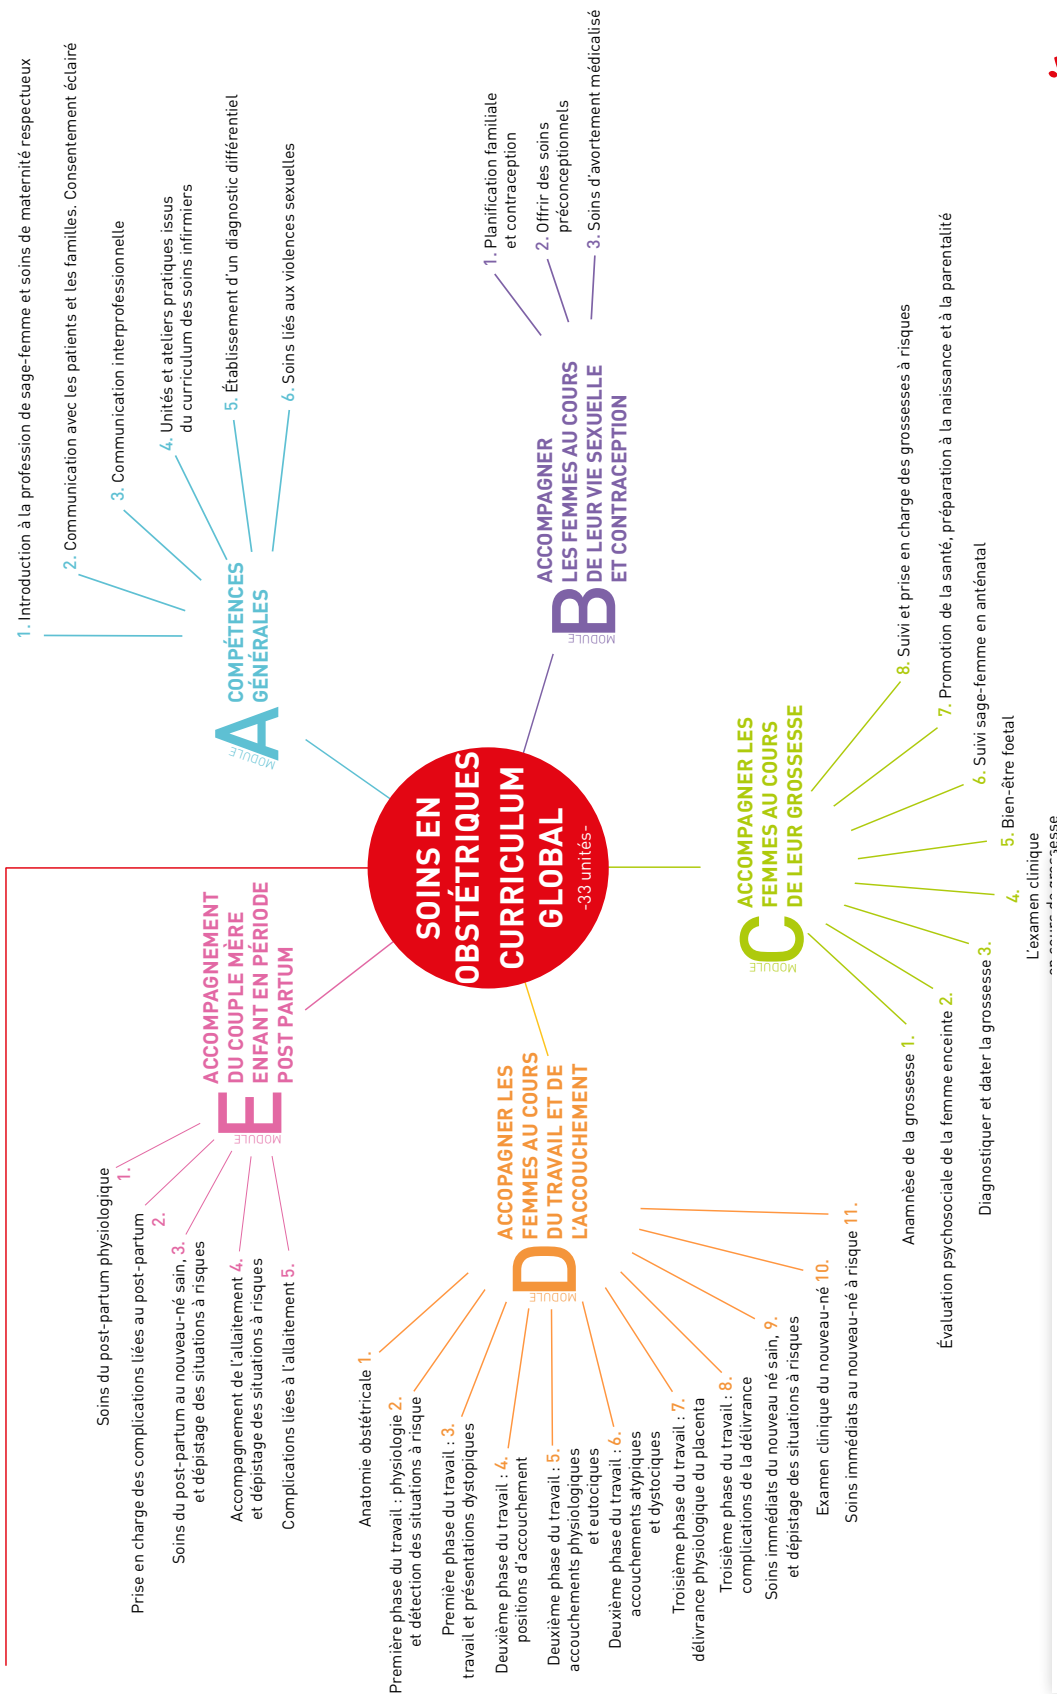 SOINS EN
OBSTÉTRIQUES
CURRICULUM
GLOBAL
-33 unités-
MODULE
A
COMPÉTENCES
GÉNÉRALES
1. Introduction à la profession de sage-femme et soins de maternité respectueux
2. Communication avec les patients et les familles. Consentement éclairé
3. Communication interprofessionnelle
4. Unités et ateliers pratiques issus
du curriculum des soins infirmiers
5. Établissement d'un diagnostic différentiel
6. Soins liés aux violences sexuelles
MODULE
B
ACCOMPAGNER
LES FEMMES AU COURS
DE LEUR VIE SEXUELLE
ET CONTRACEPTION
1. Planification familiale
et contraception
2. Offrir des soins
préconceptionnels
3. Soins d'avortement médicalisé
MODULE
C
ACCOMPAGNER LES
FEMMES AU COURS
DE LEUR GROSSESSE
Anamnèse de la grossesse 1.
Évaluation psychosociale de la femme enceinte 2.
Diagnostiquer et dater la grossesse 3.
4.
L'examen clinique
en cours de grossesse
5. Bien-être foetal
6. Suivi sage-femme en anténatal
7. Promotion de la santé, préparation à la naissance et à la parentalité
8. Suivi et prise en charge des grossesses à risques
MODULE
D
ACCOPAGNER LES
FEMMES AU COURS
DU TRAVAIL ET DE
L'ACCOUCHEMENT
Anatomie obstétricale 1.
Première phase du travail : physiologie 2.
et détection des situations à risque
Première phase du travail : 3.
travail et présentations dystopiques
Deuxième phase du travail : 4.
positions d'accouchement
Deuxième phase du travail : 5.
accouchements physiologiques
et eutociques
Deuxième phase du travail : 6.
accouchements atypiques
et dystociques
Troisième phase du travail : 7.
délivrance physiologique du placenta
Troisième phase du travail : 8.
complications de la délivrance
Soins immédiats du nouveau né sain, 9.
et dépistage des situations à risques
Examen clinique du nouveau-né 10.
Soins immédiats au nouveau-né à risque 11.
MODULE
E
ACCOMPAGNEMENT
DU COUPLE MÈRE
ENFANT EN PÉRIODE
POST PARTUM
Soins du post-partum physiologique
1.
Prise en charge des complications liées au post-partum
2.
Soins du post-partum au nouveau-né sain, 3.
et dépistage des situations à risques
Accompagnement de l'allaitement 4.
et dépistage des situations à risques
Complications liées à l'allaitement 5.